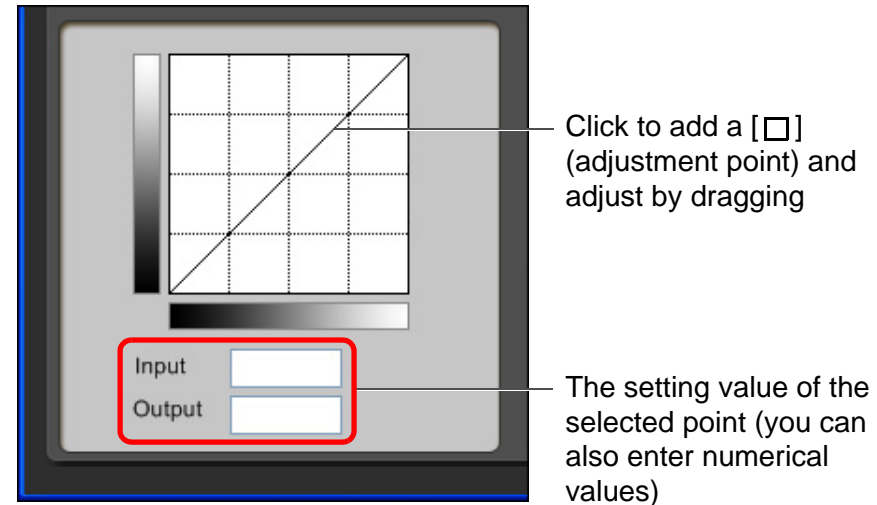 Click to add a [□]
(adjustment point) and
adjust by dragging
Input
Output
The setting value of the
selected point (you can
also enter numerical
values)